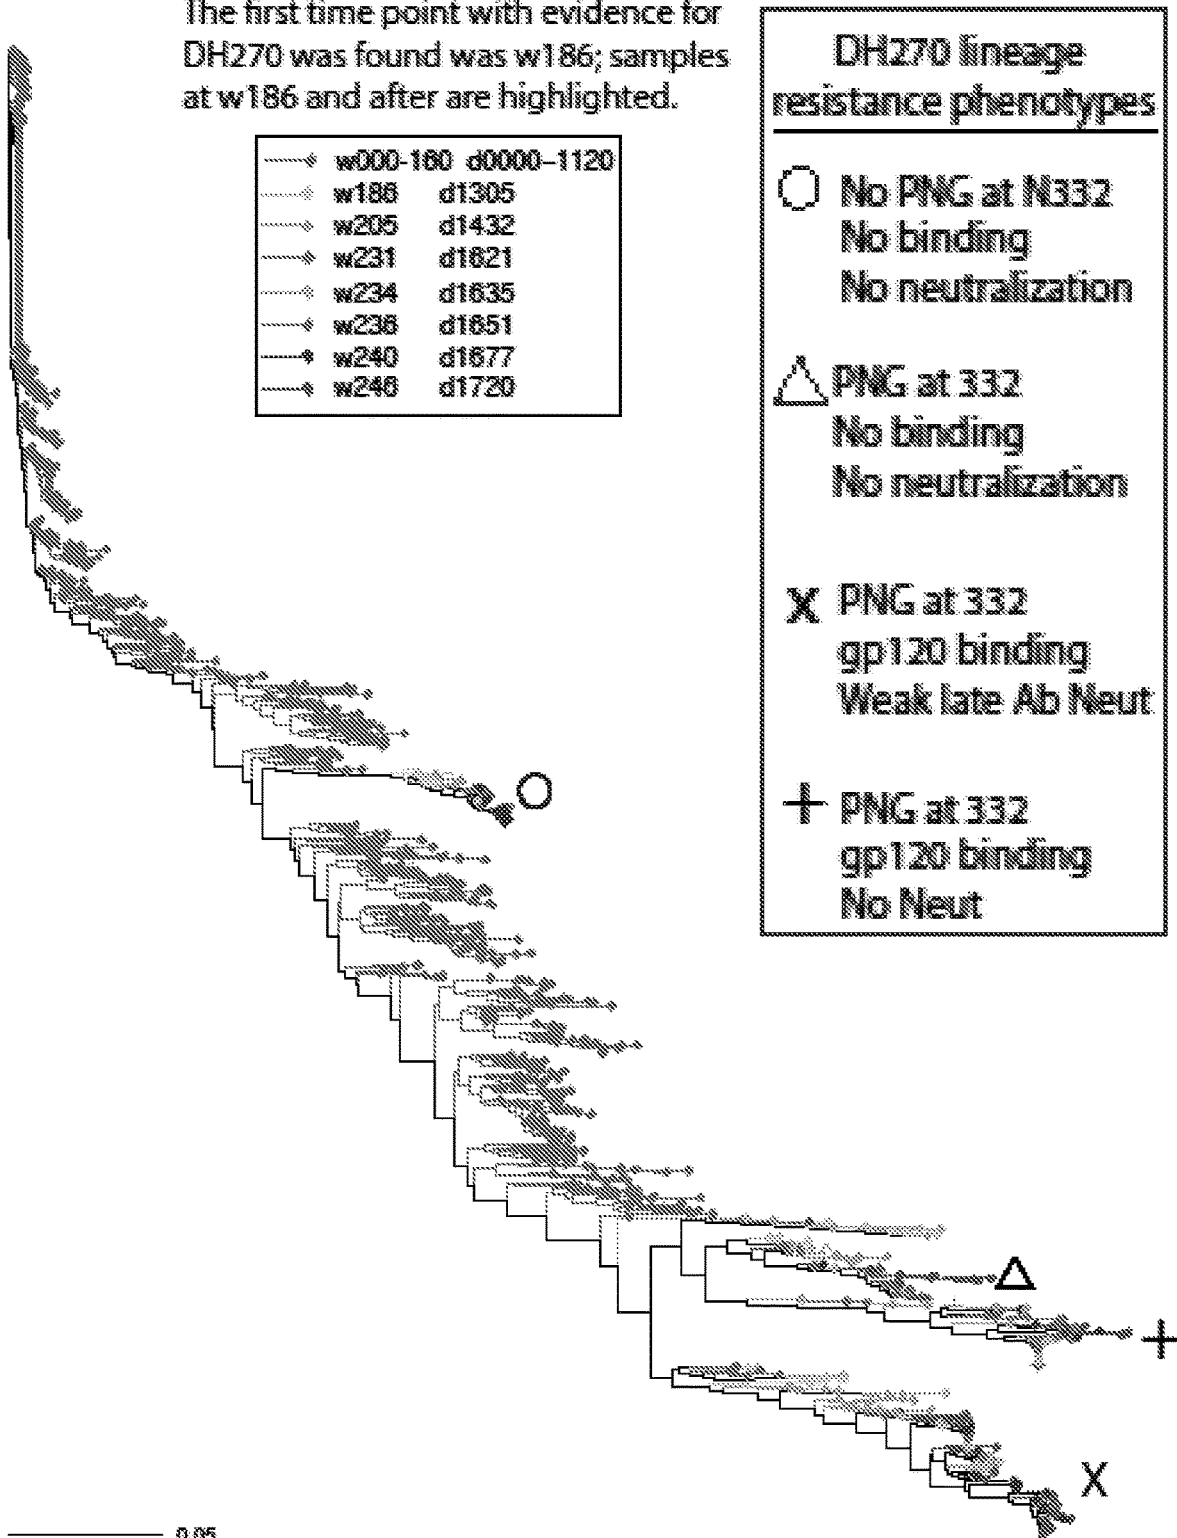 The first time point with evidence for
DH270 was found was w186; samples
at w186 and after are highlighted.
w000-160 d0000–1120
w186 d1305
w205 d1432
w231 d1621
w234 d1635
w236 d1651
w240 d1677
w246 d1720
DH270 lineage
resistance phenotypes
No PNG at N332
No binding
No neutralization
PNG at 332
No binding
No neutralization
X PNG at 332
gp120 binding
Weak late Ab Neut
+ PNG at 332
gp120 binding
No Neut
+
X
0.05